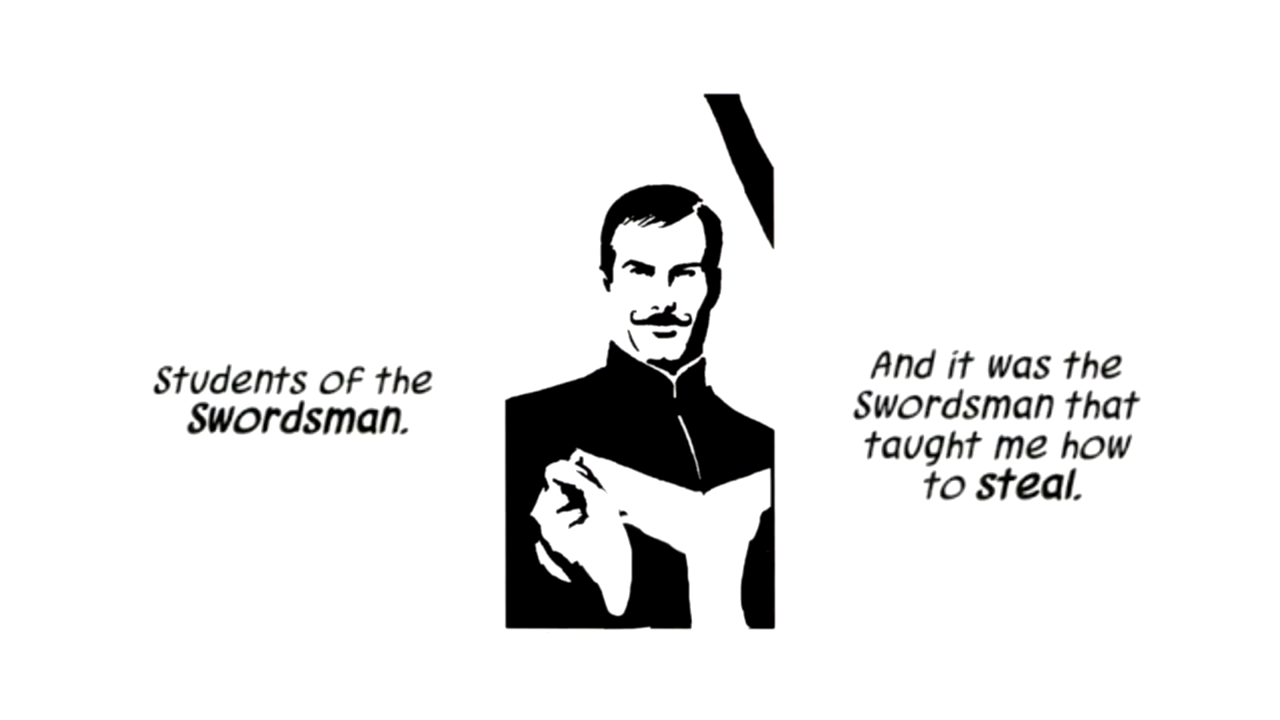 Students of the
Swordsman.
And it was the
Swordsman that
taught me how
to steal.